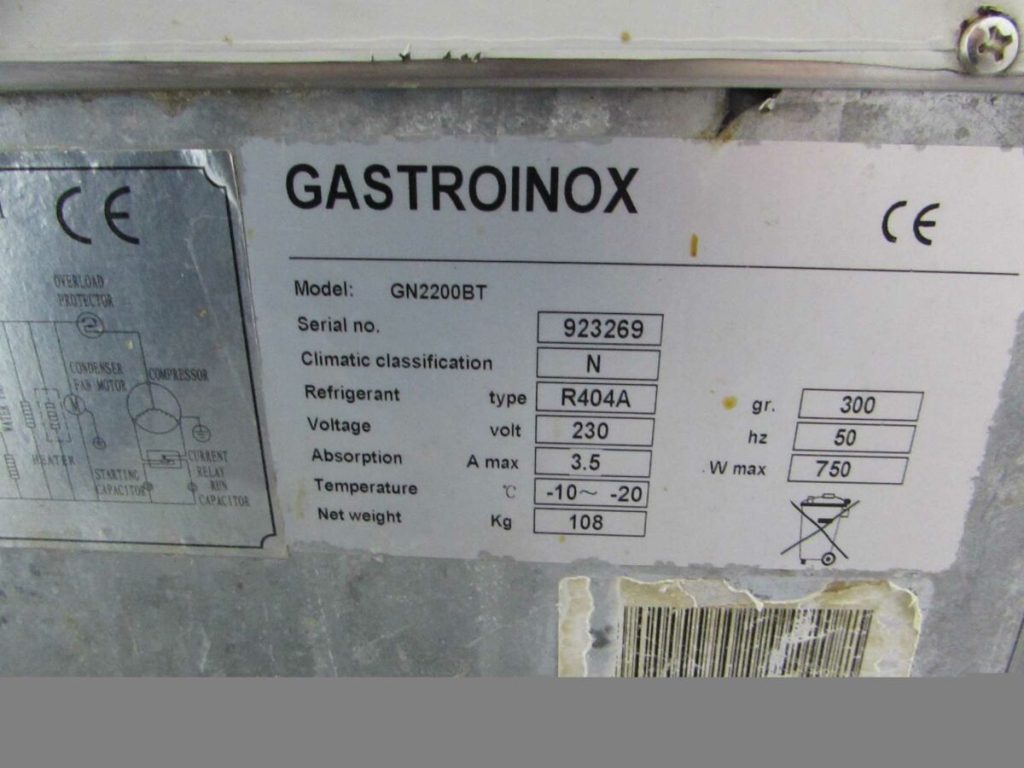 GASTROINOX
CE
Model: GN2200BT
Serial no. 923269
Climatic classification N
Refrigerant type R404A gr. 300
Voltage volt 230 hz 50
Absorption A max 3.5 W max 750
Temperature °C -10~ -20
Net weight Kg 108
CE
OVERLOAD
PROTECTOR
CONDENSER
FAN MOTOR
M
COMPRESSOR
HEATER
STARTING
CAPACITOR
CURRENT
RELAY
RUN
CAPACITOR